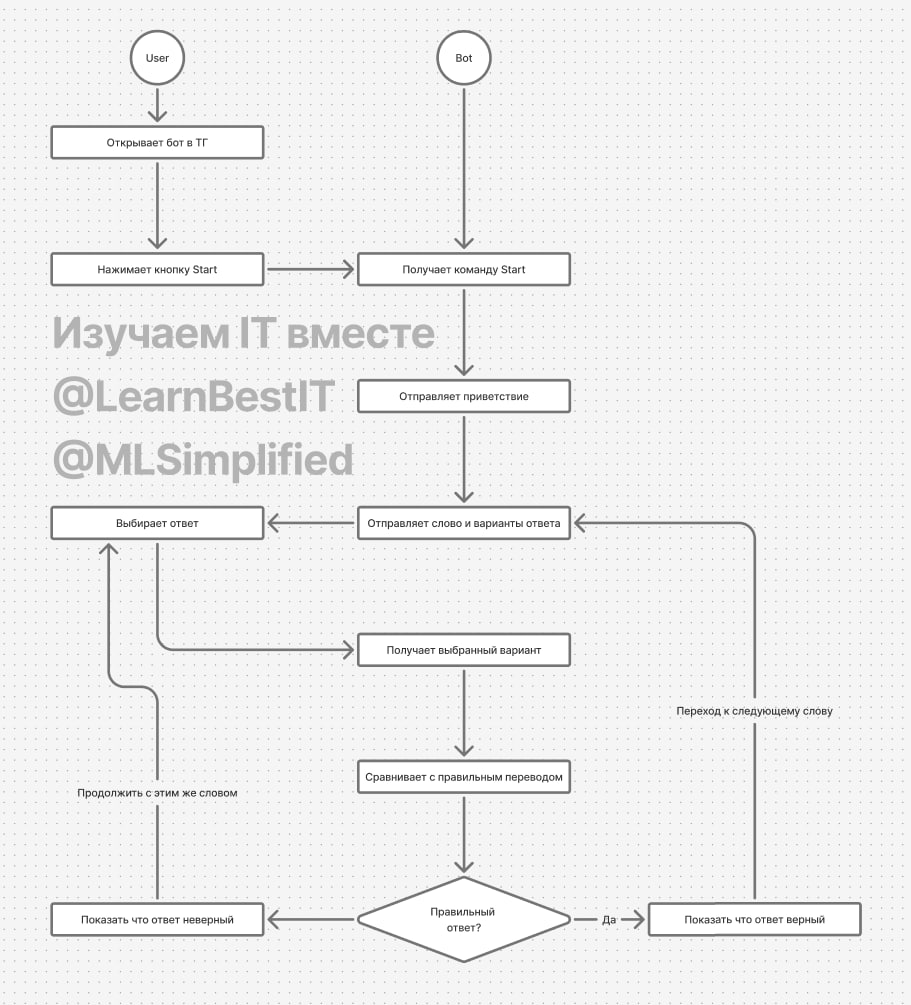 User
Bot
Открывает бот в ТГ
Нажимает кнопку Start
Получает команду Start
Изучаем IT вместе
@LearnBestIT
@MLSimplified
Отправляет приветствие
Выбирает ответ
Отправляет слово и варианты ответа
Получает выбранный вариант
Переход к следующему слову
Сравнивает с правильным переводом
Продолжить с этим же словом
Показать что ответ неверный
Правильный
ответ?
Да
Показать что ответ верный